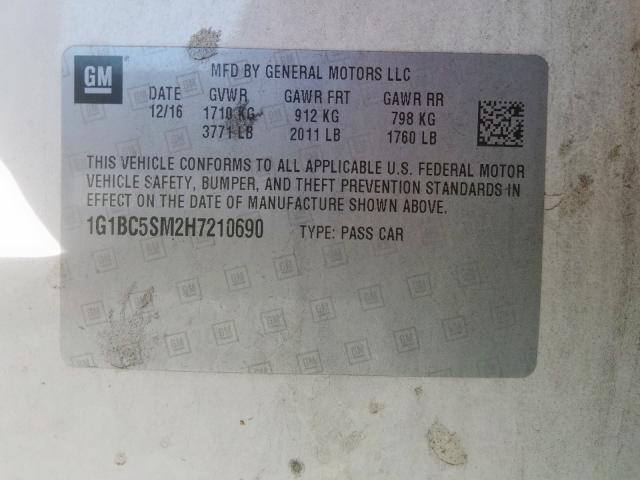 GM
MFD BY GENERAL MOTORS LLC
DATE GVWR GAWR FRT GAWR RR
12/16 1710 KG 912 KG 798 KG
3771 LB 2011 LB 1760 LB
THIS VEHICLE CONFORMS TO ALL APPLICABLE U.S. FEDERAL MOTOR
VEHICLE SAFETY, BUMPER, AND THEFT PREVENTION STANDARDS IN
EFFECT ON THE DATE OF MANUFACTURE SHOWN ABOVE.
1G1BC5SM2H7210690 TYPE: PASS CAR